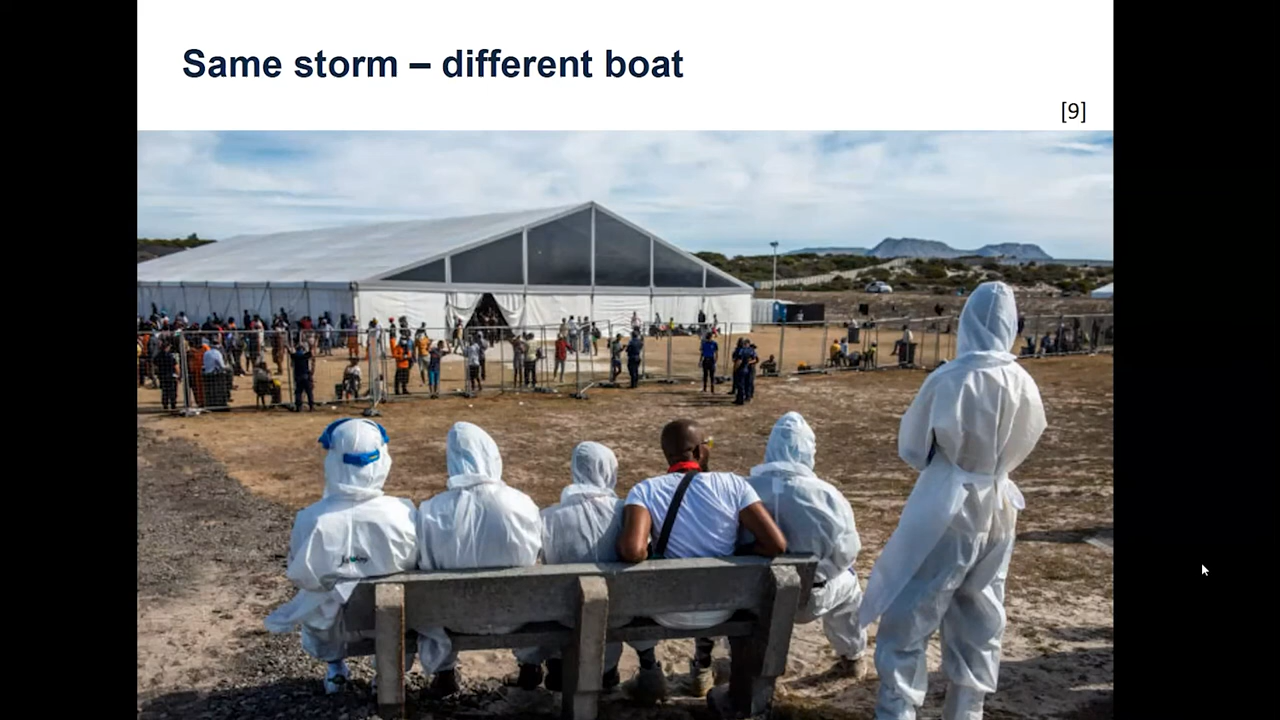 Same storm – different boat
[9]